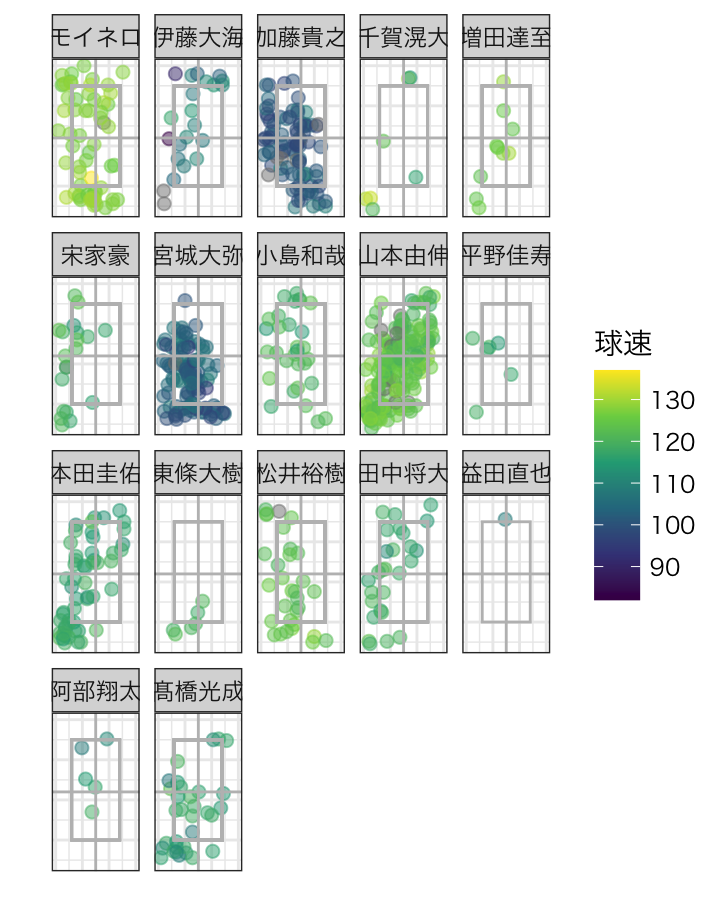 モイネロ
伊藤大海
加藤貴之
千賀滉大
増田達至
宋家豪
宮城大弥
小島和哉
山本由伸
平野佳寿
本田圭佑
東條大樹
松井裕樹
田中将大
益田直也
阿部翔太
髙橋光成
球速
130
120
110
100
90